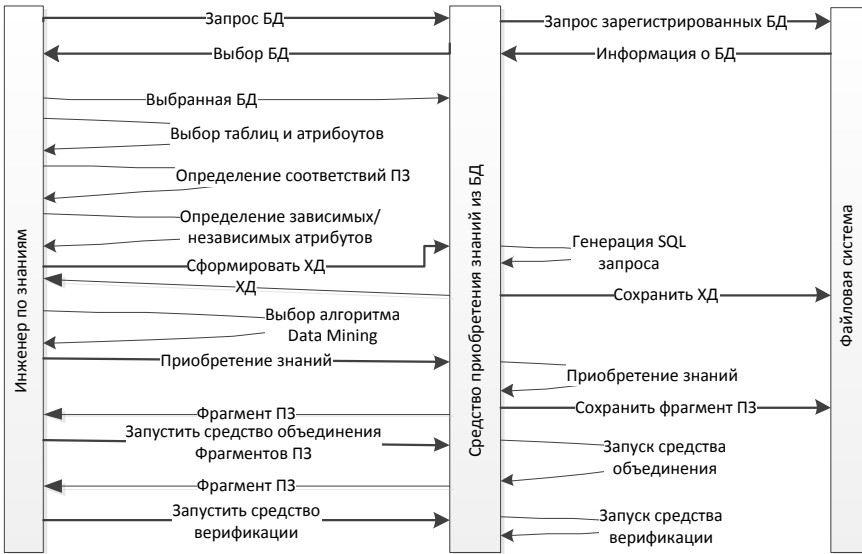 Запрос БД
Запрос зарегистрированных БД
Выбор БД
Информация о БД
Выбранная БД
Выбор таблиц и атрибоутов
Определение соответствий ПЗ
Определение зависимых/
независимых атрибутов
Генерация SQL
запроса
Сформировать ХД
ХД
Сохранить ХД
Выбор алгоритма
Data Mining
Приобретение знаний
Приобретение знаний
Фрагмент ПЗ
Сохранить фрагмент ПЗ
Запустить средство объединения
Фрагментов ПЗ
Запуск средства
объединения
Фрагмент ПЗ
Запустить средство
верификации
Запуск средства
верификации
Инженер по знаниям
Средство приобретения знаний из БД
Файловая система